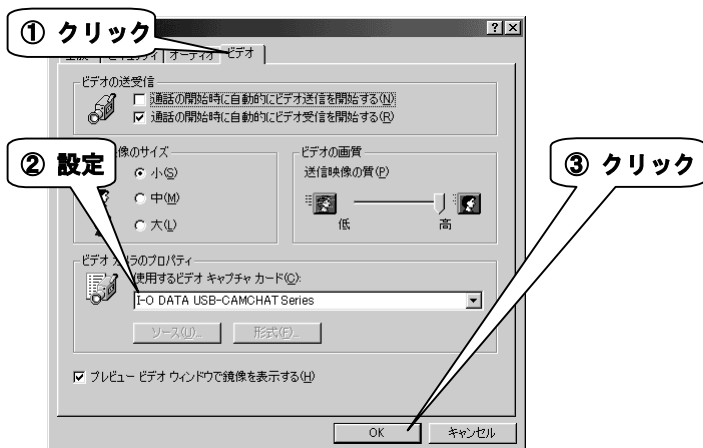 ① クリック
オーディオ
ビデオ
ビデオの送受信
通話の開始時に自動的にビデオ送信を開始する(N)
通話の開始時に自動的にビデオ受信を開始する(R)
② 設定
像のサイズ
小(S)
中(M)
大(L)
ビデオの画質
送信映像の質(P)
低
高
③ クリック
ビデオ カメラのプロパティ
使用するビデオ キャプチャ カード(C):
I-O DATA USB-CAMCHAT Series
ソース(U)...
形式(F)...
プレビュー ビデオ ウィンドウで鏡像を表示する(H)
OK
キャンセル